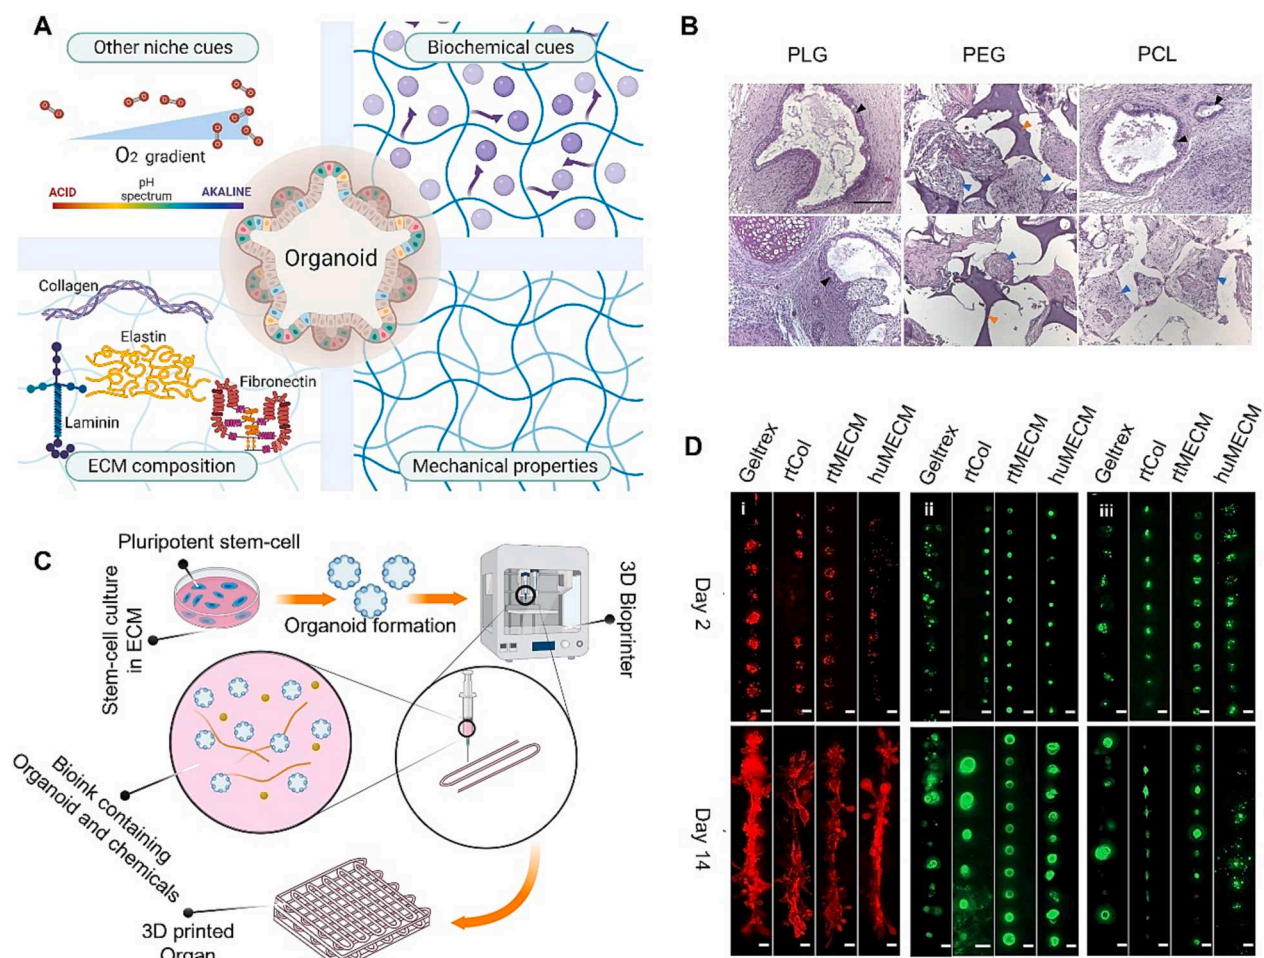 A
Other niche cues
O2 gradient
ACID
pH
spectrum
ALKALINE
Biochemical cues
Organoid
Collagen
Elastin
Fibronectin
Laminin
ECM composition
Mechanical properties
B
PLG
PEG
PCL
C
Pluripotent stem-cell
Stem-cell culture
in ECM
Organoid formation
3D Bioprinter
Bioink containing
Organoid and chemicals
3D printed
Organ
D
Geltrex
rtCol
rtMECM
huMECM
Geltrex
rtCol
rtMECM
huMECM
Geltrex
rtCol
rtMECM
huMECM
i
ii
iii
Day 2
Day 14